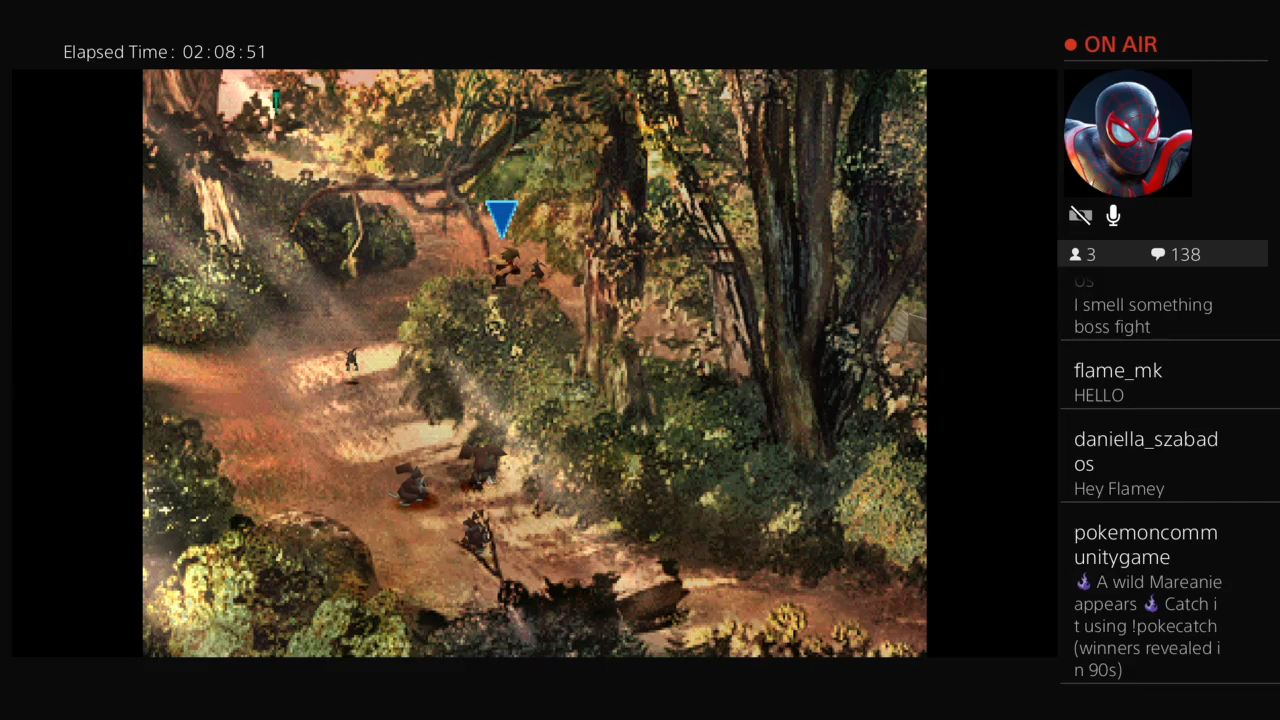 Elapsed Time: 02:08:51
ON AIR
3 138
os
I smell something
boss fight
flame_mk
HELLO
daniella_szabad
os
Hey Flamey
pokemoncomm
unitygame
A wild Mareanie
appears Catch i
t using !pokecatch
(winners revealed i
n 90s)